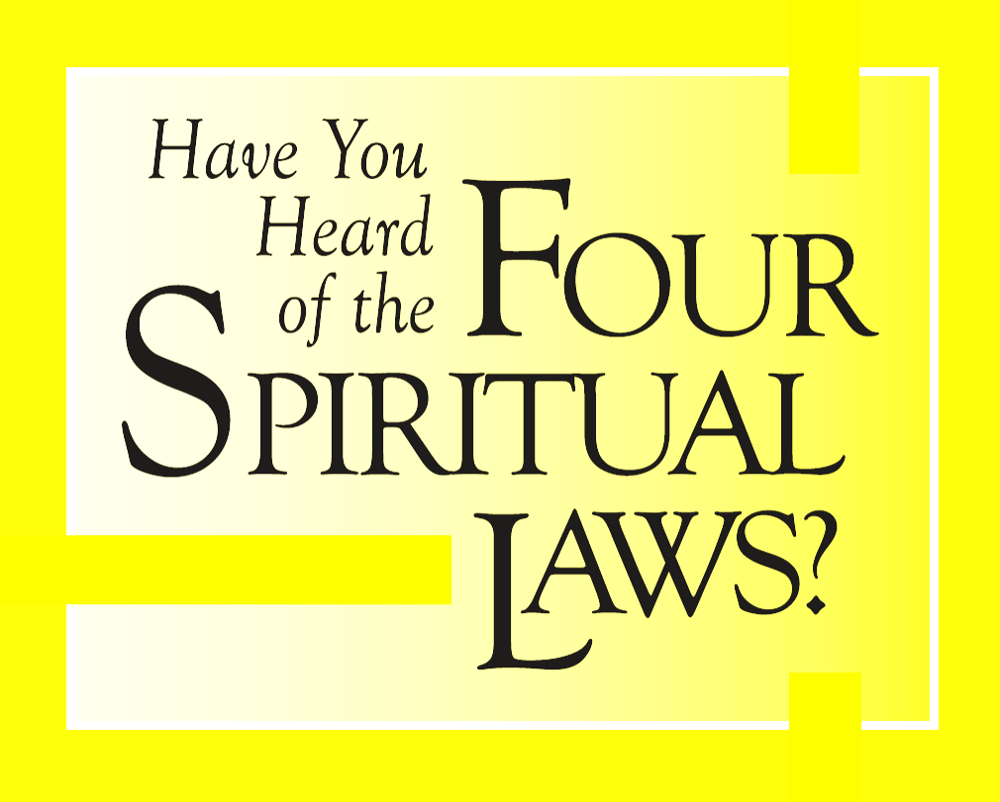 Have You
Heard
of the FOUR
SPIRITUAL
LAWS?